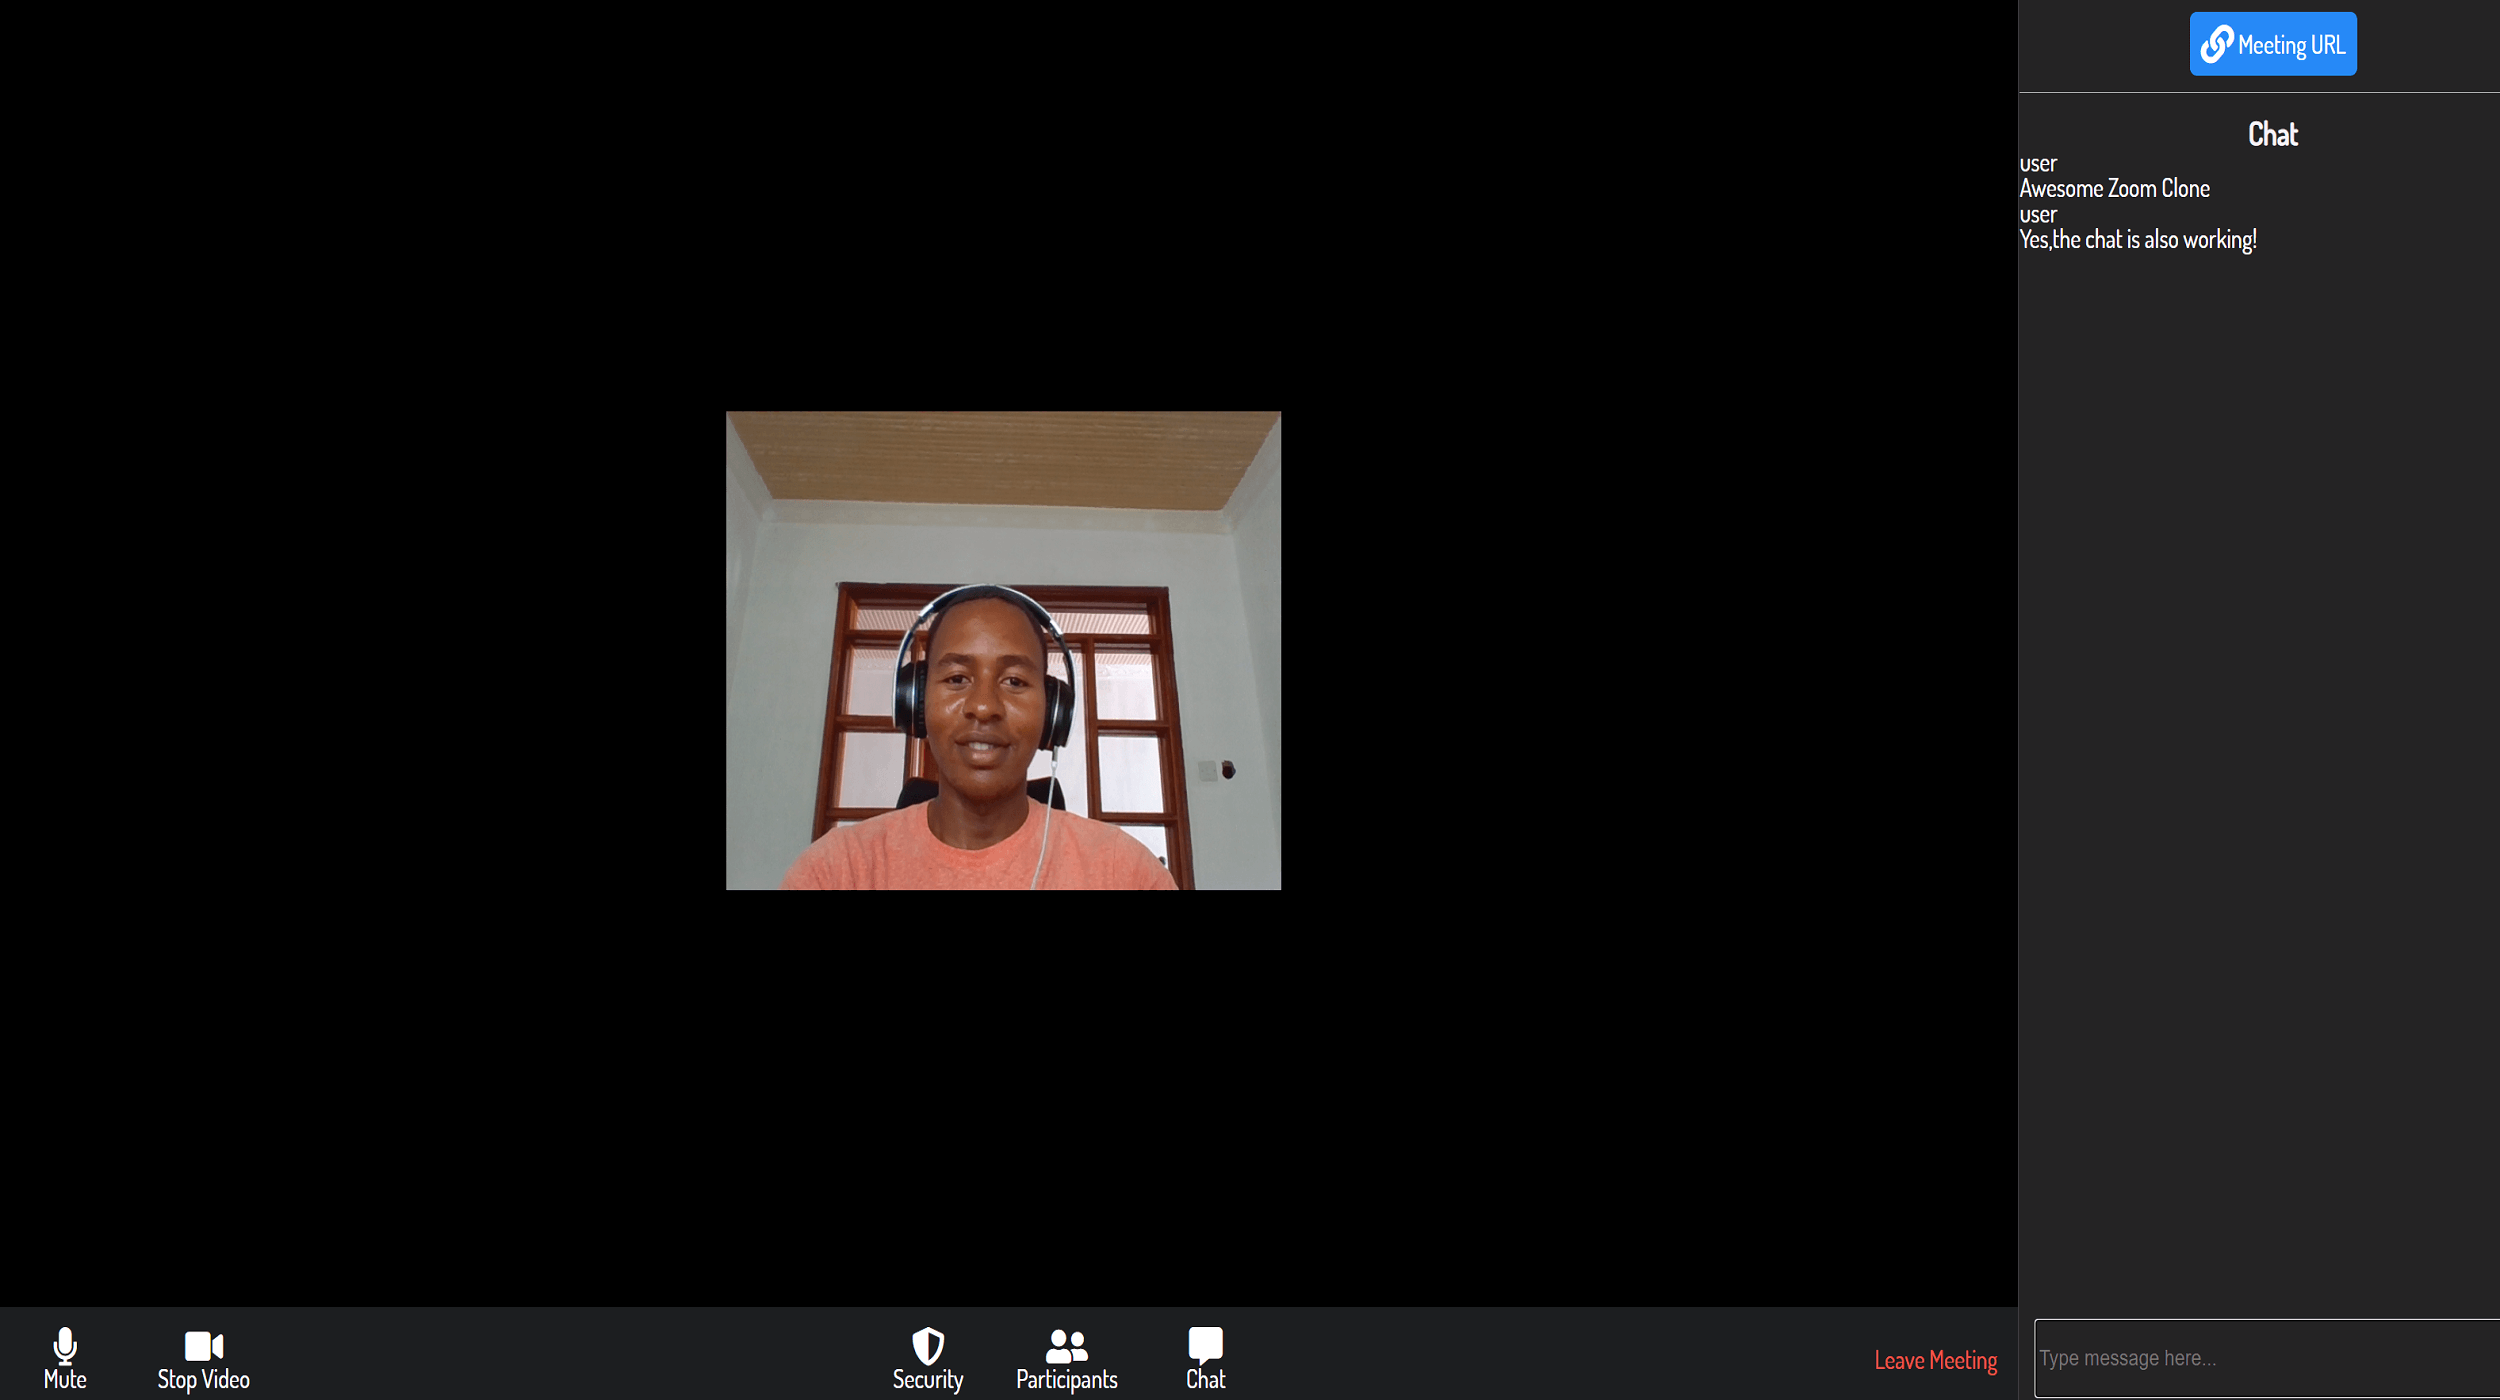 Meeting URL
Chat
user
Awesome Zoom Clone
user
Yes,the chat is also working!
Mute
Stop Video
Security
Participants
Chat
Leave Meeting
Type message here...